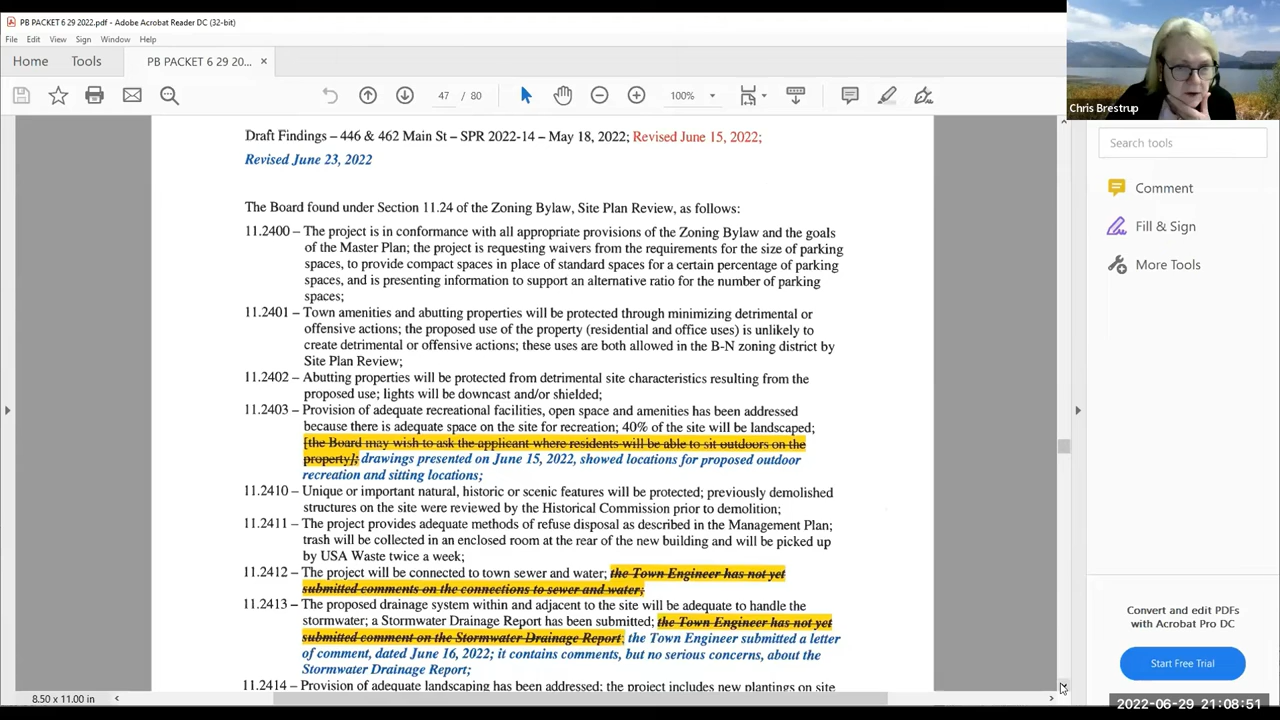 PB PACKET 6 29 2022.pdf - Adobe Acrobat Reader DC (32-bit)
File Edit View Sign Window Help
Home Tools PB PACKET 6 29 20... ×
47 / 80 100%
Chris Brestrup
Draft Findings – 446 & 462 Main St – SPR 2022-14 – May 18, 2022; Revised June 15, 2022;
Revised June 23, 2022
The Board found under Section 11.24 of the Zoning Bylaw, Site Plan Review, as follows:
11.2400 – The project is in conformance with all appropriate provisions of the Zoning Bylaw and the goals
of the Master Plan; the project is requesting waivers from the requirements for the size of parking
spaces, to provide compact spaces in place of standard spaces for a certain percentage of parking
spaces, and is presenting information to support an alternative ratio for the number of parking
spaces;
11.2401 – Town amenities and abutting properties will be protected through minimizing detrimental or
offensive actions; the proposed use of the property (residential and office uses) is unlikely to
create detrimental or offensive actions; these uses are both allowed in the B-N zoning district by
Site Plan Review;
11.2402 – Abutting properties will be protected from detrimental site characteristics resulting from the
proposed use; lights will be downcast and/or shielded;
11.2403 – Provision of adequate recreational facilities, open space and amenities has been addressed
because there is adequate space on the site for recreation; 40% of the site will be landscaped;
[the Board may wish to ask the applicant where residents will be able to sit outdoors on the
property]; drawings presented on June 15, 2022, showed locations for proposed outdoor
recreation and sitting locations;
11.2410 – Unique or important natural, historic or scenic features will be protected; previously demolished
structures on the site were reviewed by the Historical Commission prior to demolition;
11.2411 – The project provides adequate methods of refuse disposal as described in the Management Plan;
trash will be collected in an enclosed room at the rear of the new building and will be picked up
by USA Waste twice a week;
11.2412 – The project will be connected to town sewer and water; the Town Engineer has not yet
submitted comments on the connections to sewer and water;
11.2413 – The proposed drainage system within and adjacent to the site will be adequate to handle the
stormwater; a Stormwater Drainage Report has been submitted; the Town Engineer has not yet
submitted comment on the Stormwater Drainage Report; the Town Engineer submitted a letter
of comment, dated June 16, 2022; it contains comments, but no serious concerns, about the
Stormwater Drainage Report;
11.2414 – Provision of adequate landscaping has been addressed; the project includes new plantings on site
8.50 x 11.00 in
Search tools
Comment
Fill & Sign
More Tools
Convert and edit PDFs
with Acrobat Pro DC
Start Free Trial
2022-06-29 21:08:51